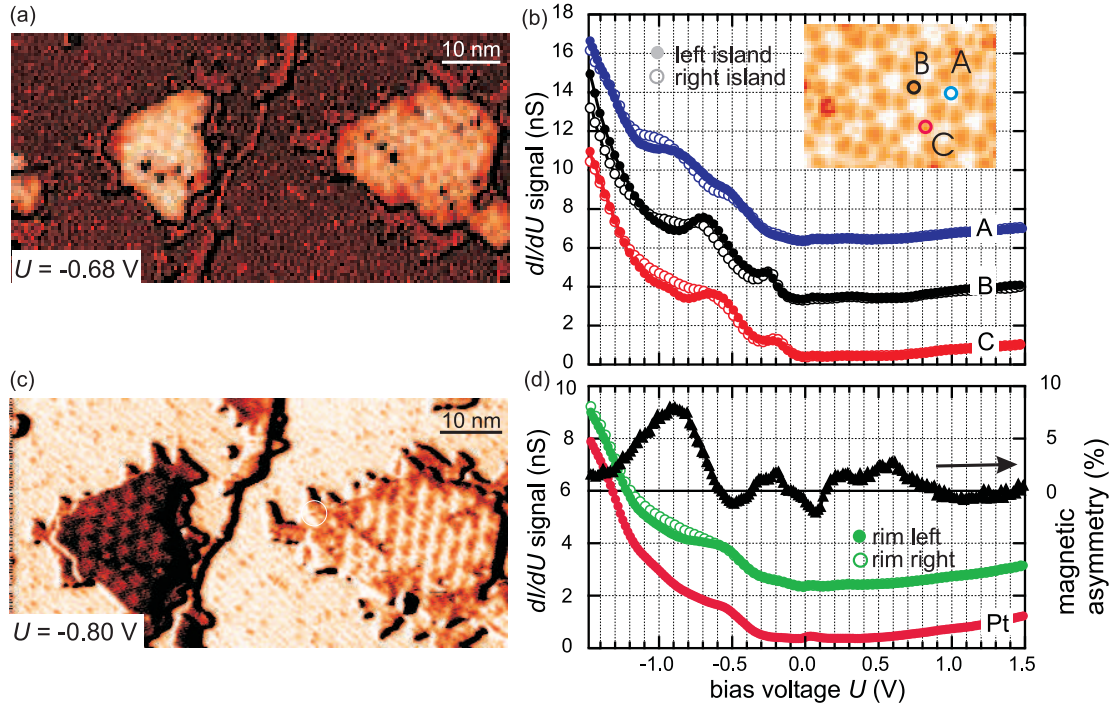 (a)
10 nm
U = -0.68 V
(b)
18
16
14
12
10
8
6
4
2
0
dI/dU signal (nS)
left island
right island
B
A
C
A
B
C
(c)
10 nm
U = -0.80 V
(d)
10
8
6
4
2
0
dI/dU signal (nS)
10
5
0
magnetic
asymmetry (%)
rim left
rim right
Pt
-1.0
-0.5
0.0
0.5
1.0
1.5
bias voltage U (V)